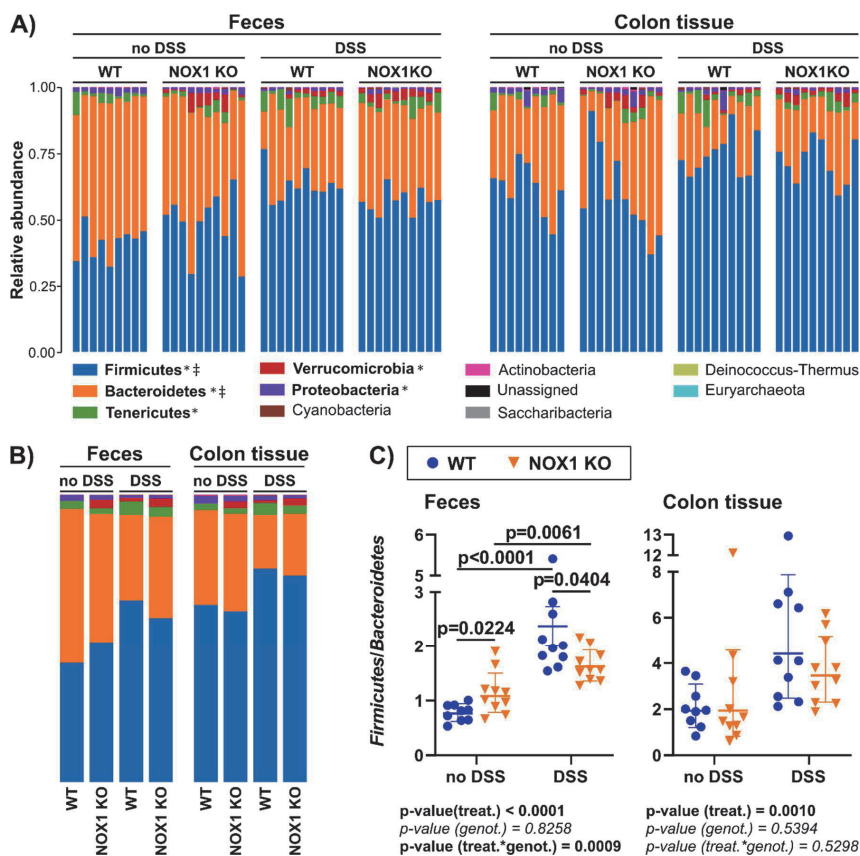 A)
Feces
Colon tissue
no DSS
DSS
no DSS
DSS
WT
NOX1 KO
WT
NOX1KO
WT
NOX1 KO
WT
NOX1KO
Relative abundance
1.00
0.75
0.50
0.25
0.00
Firmicutes *‡
Verrucomicrobia *
Actinobacteria
Deinococcus-Thermus
Bacteroidetes *‡
Proteobacteria *
Unassigned
Euryarchaeota
Tenericutes *
Cyanobacteria
Saccharibacteria
B)
Feces
Colon tissue
no DSS
DSS
no DSS
DSS
WT
NOX1 KO
WT
NOX1 KO
WT
NOX1 KO
WT
NOX1 KO
C)
WT
NOX1 KO
Feces
Colon tissue
Firmicutes/Bacteroidetes
6
5
3
2
1
0
p=0.0061
p<0.0001
p=0.0404
p=0.0224
no DSS
DSS
13
12
8
6
4
2
0
no DSS
DSS
p-value(treat.) < 0.0001
p-value (genot.) = 0.8258
p-value (treat.*genot.) = 0.0009
p-value (treat.) = 0.0010
p-value (genot.) = 0.5394
p-value (treat.*genot.) = 0.5298